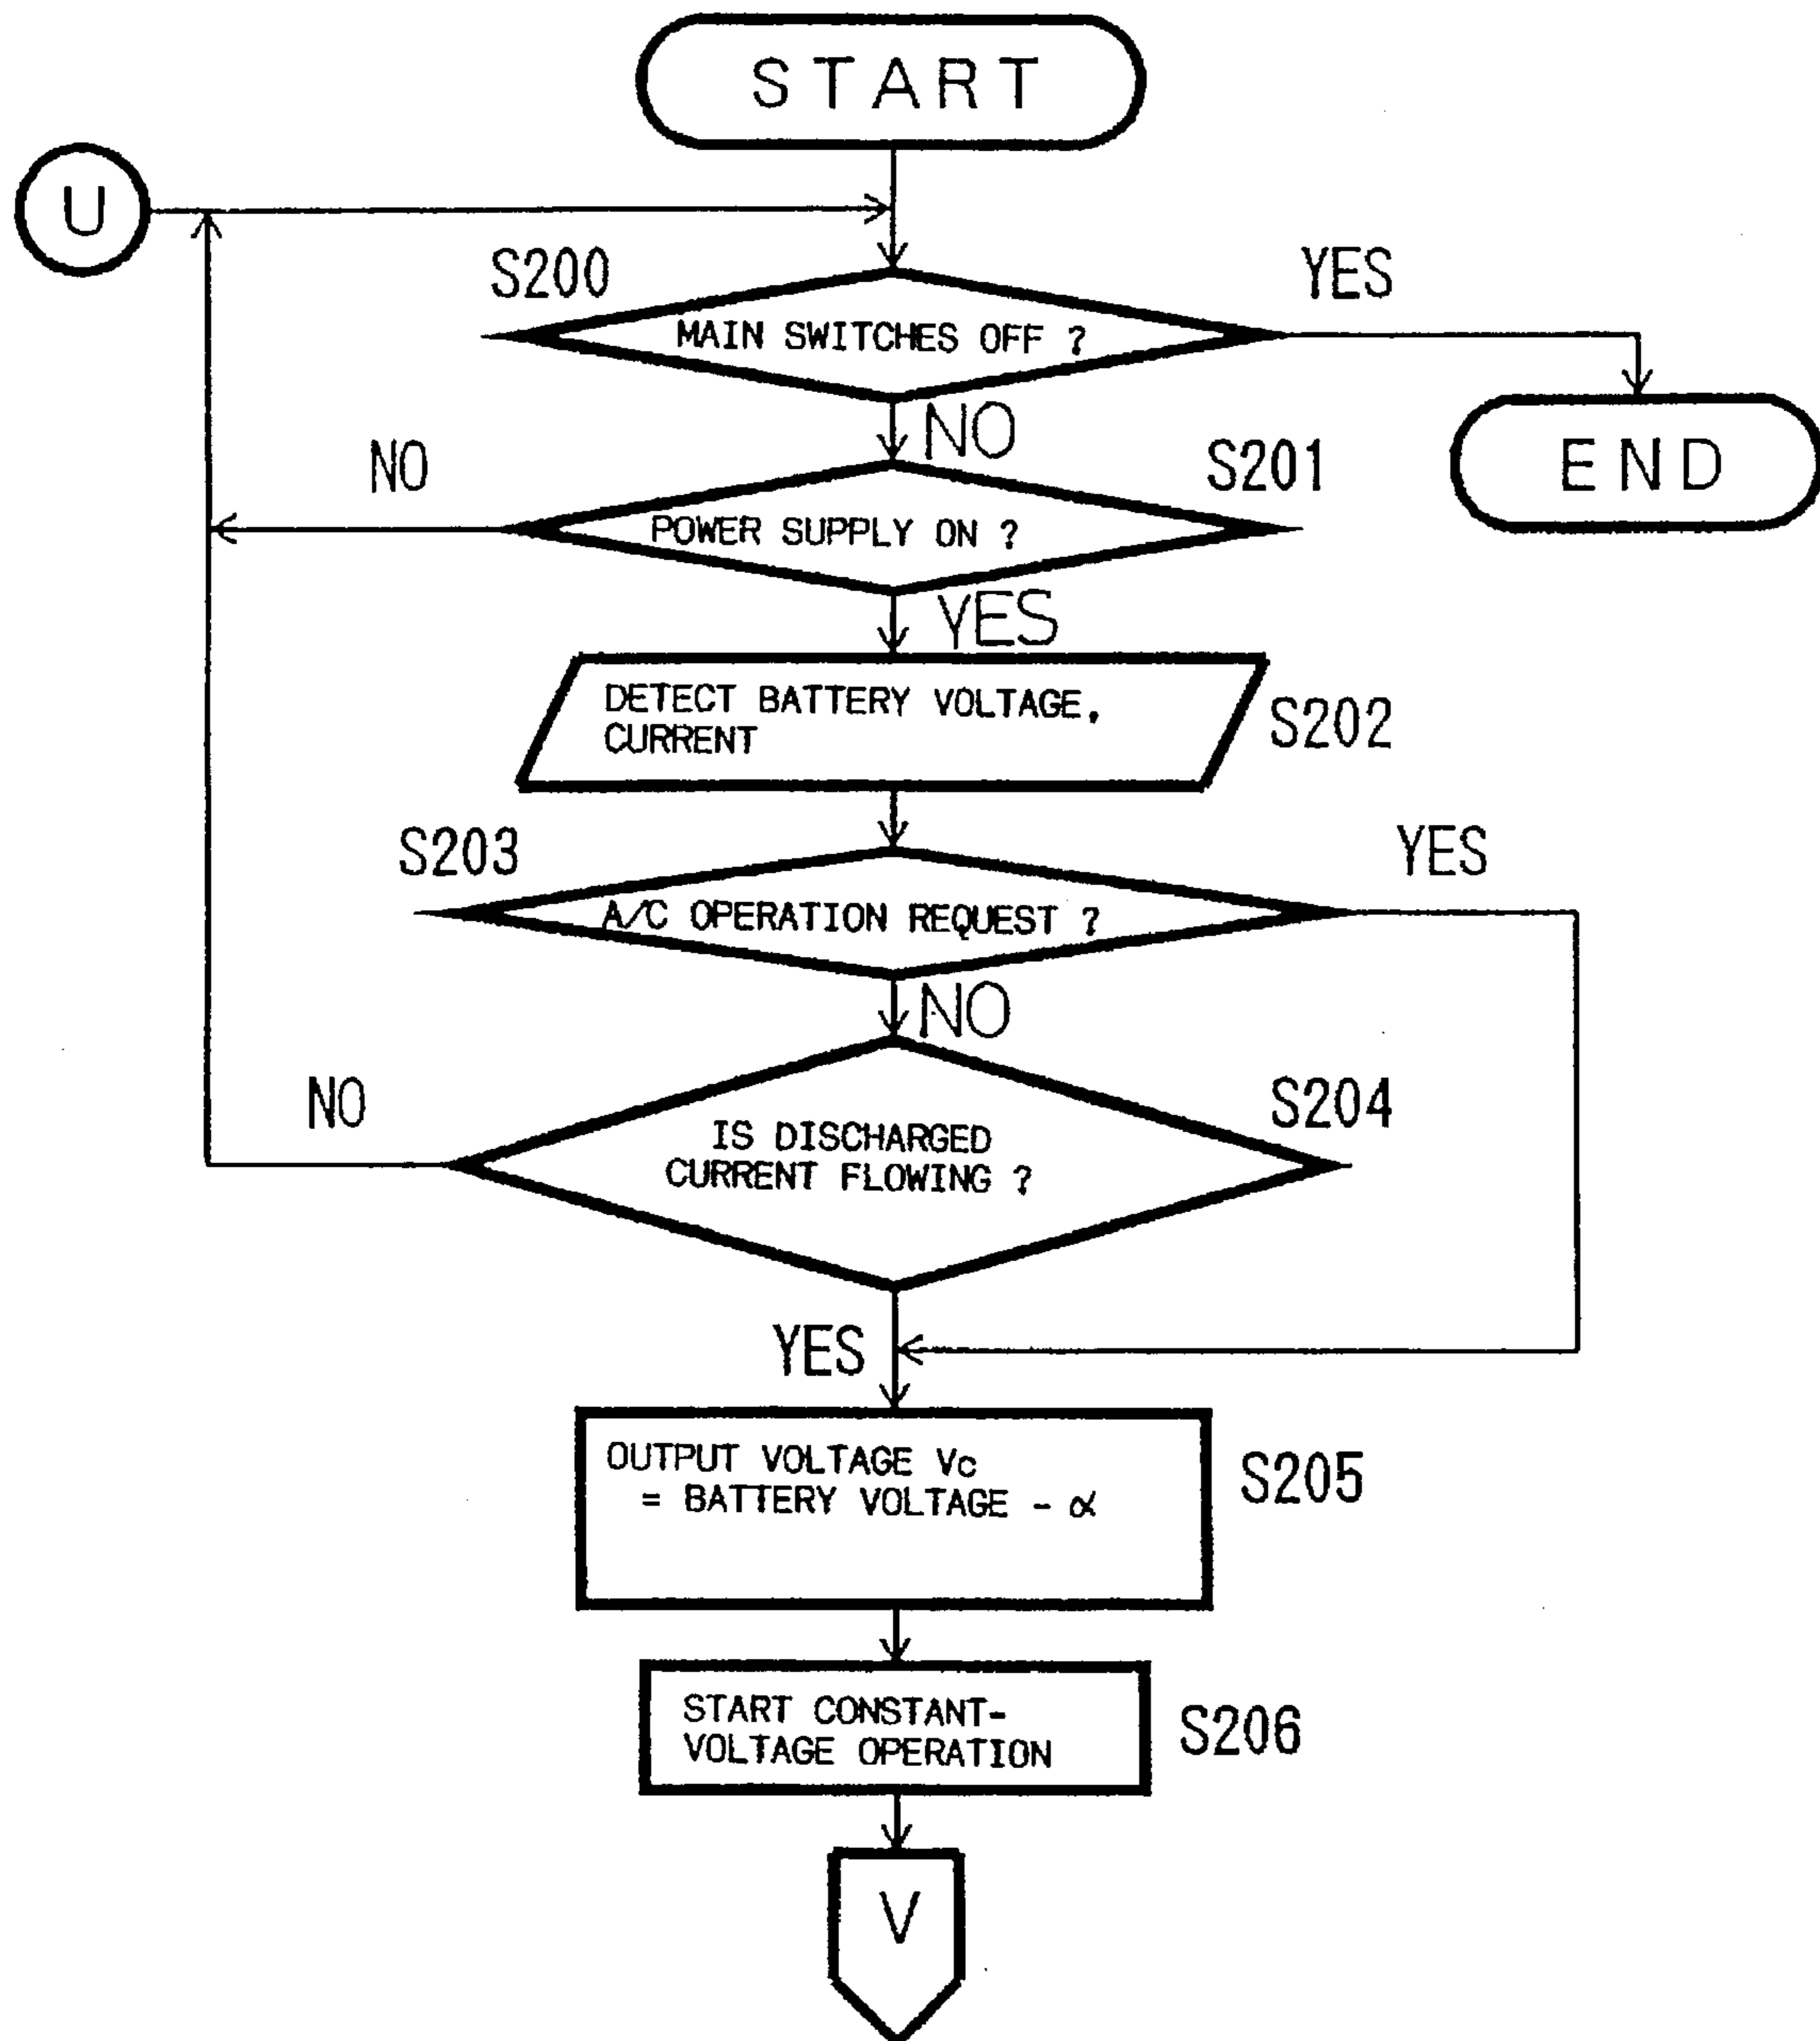 START
U
S200
YES
MAIN SWITCHES OFF ?
NO
END
NO
S201
POWER SUPPLY ON ?
YES
DETECT BATTERY VOLTAGE,
CURRENT
S202
S203
YES
A/C OPERATION REQUEST ?
NO
NO
S204
IS DISCHARGED
CURRENT FLOWING ?
YES
OUTPUT VOLTAGE Vc
= BATTERY VOLTAGE - α
S205
START CONSTANT-
VOLTAGE OPERATION
S206
V